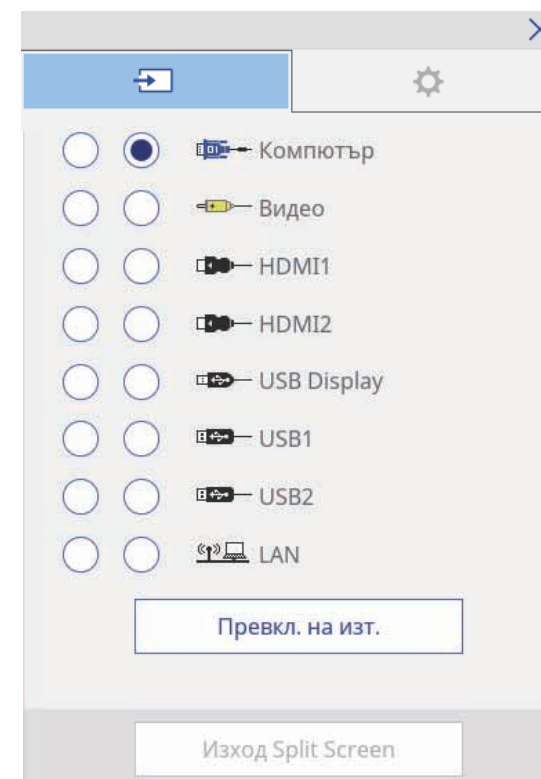 Компютър
Видео
HDMI1
HDMI2
USB Display
USB1
USB2
LAN
Превкл. на изт.
Изход Split Screen